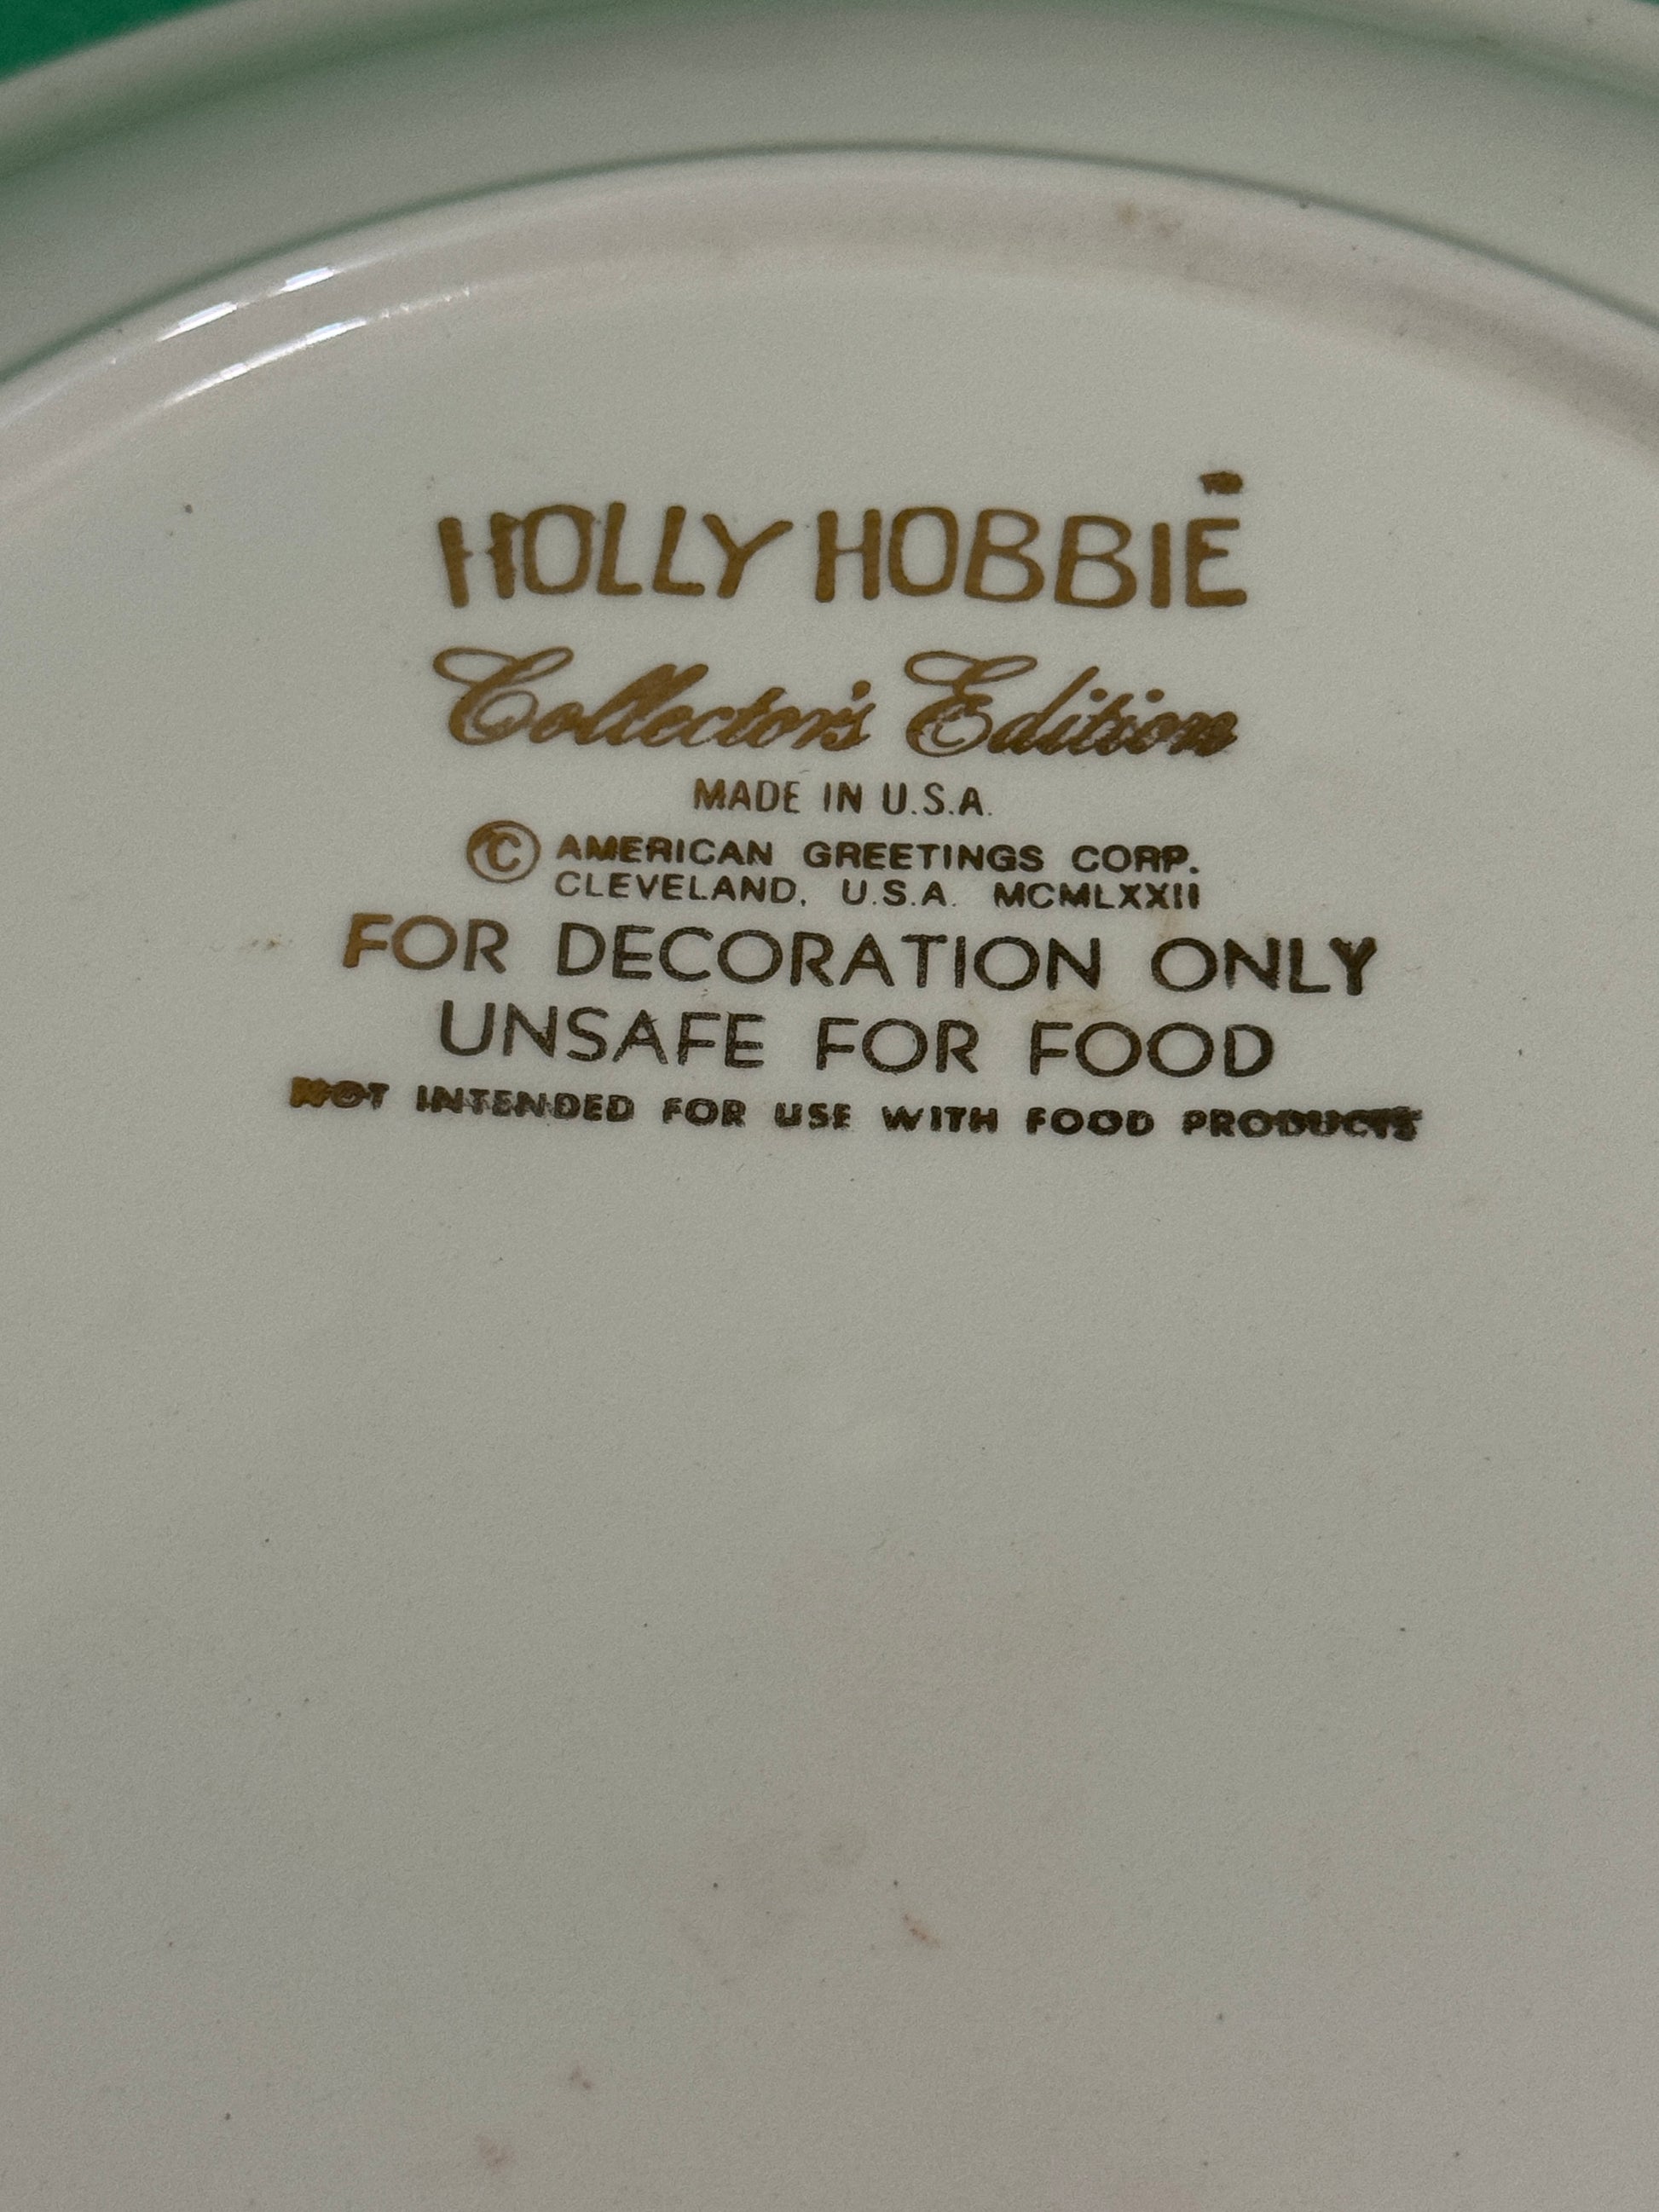 HOLLY HOBBIE™
Collector's Edition
MADE IN U.S.A.
© AMERICAN GREETINGS CORP.
CLEVELAND, U.S.A. MCMLXXII
FOR DECORATION ONLY
UNSAFE FOR FOOD
NOT INTENDED FOR USE WITH FOOD PRODUCTS